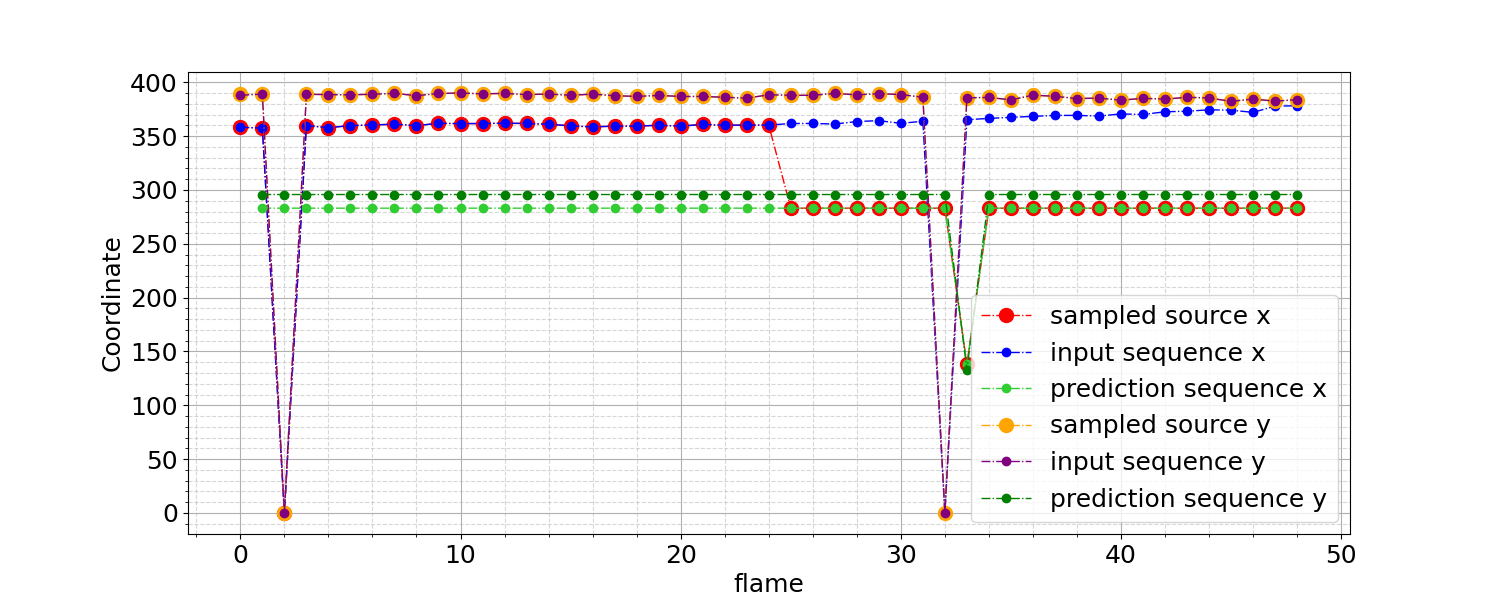 400
350
300
250
200
150
100
50
0
Coordinate
0 10 20 30 40 50
flame
sampled source x
input sequence x
prediction sequence x
sampled source y
input sequence y
prediction sequence y